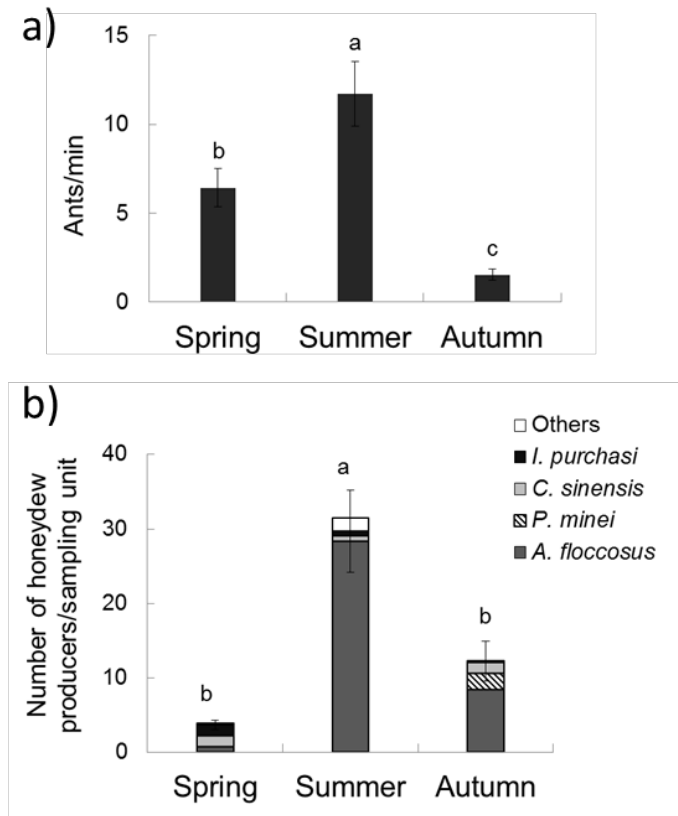 a)
15
10
5
0
Ants/min
b
a
c
Spring Summer Autumn
b)
Others
I. purchasi
C. sinensis
P. minei
A. floccosus
40
30
20
10
0
Number of honeydew
producers/sampling unit
b
a
b
Spring Summer Autumn